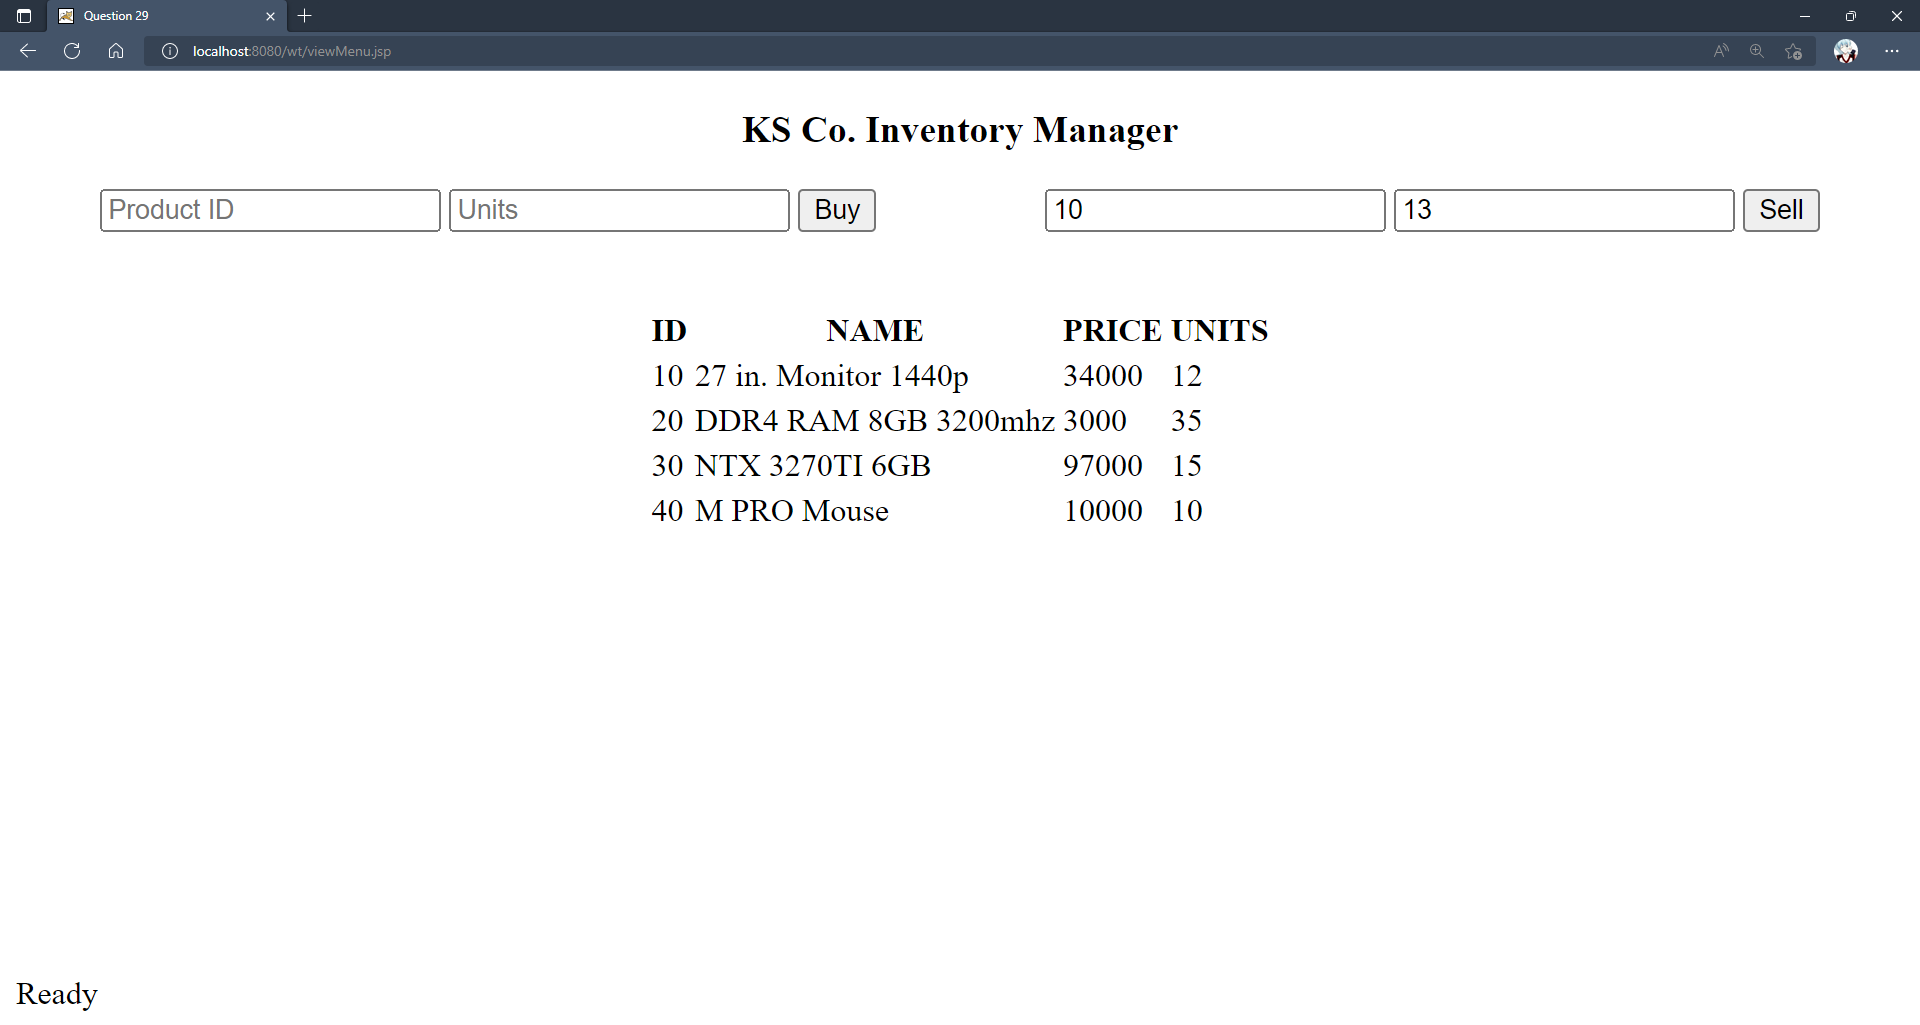 Question 29
localhost:8080/wt/viewMenu.jsp
KS Co. Inventory Manager
Product ID Units Buy 10 13 Sell
ID NAME PRICE UNITS
10 27 in. Monitor 1440p 34000 12
20 DDR4 RAM 8GB 3200mhz 3000 35
30 NTX 3270TI 6GB 97000 15
40 M PRO Mouse 10000 10
Ready